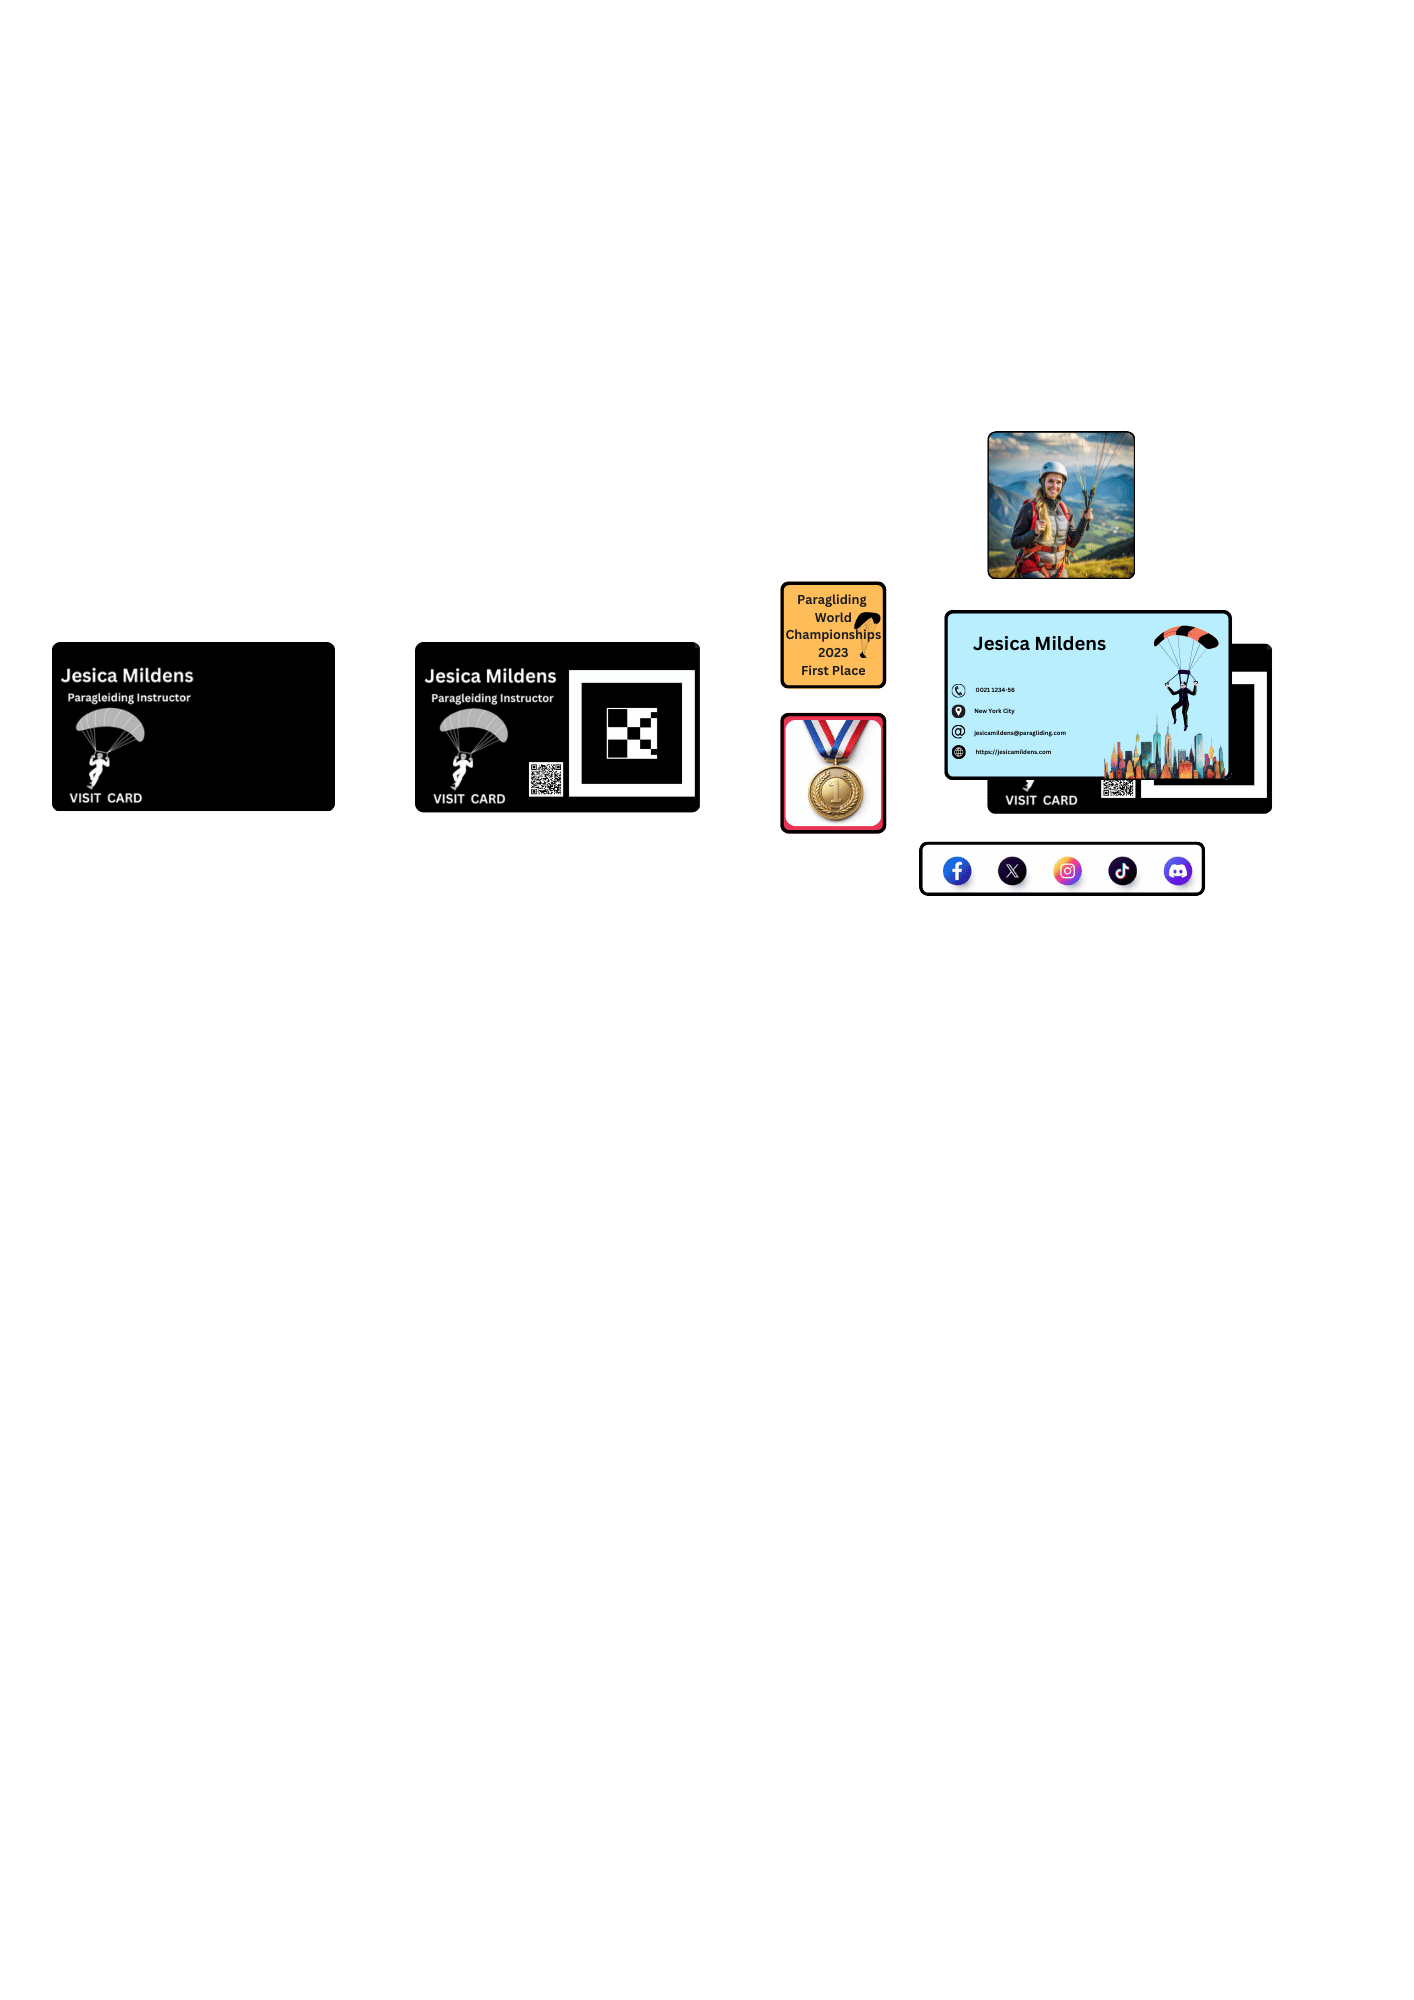 Jesica Mildens
Paragleiding Instructor
VISIT CARD
Jesica Mildens
Paragleiding Instructor
VISIT CARD
Paragliding
World
Championships
2023
First Place
1
Jesica Mildens
0021 1234-56
New York City
jesicamildens@paragliding.com
https://jesicamildens.com
VISIT CARD